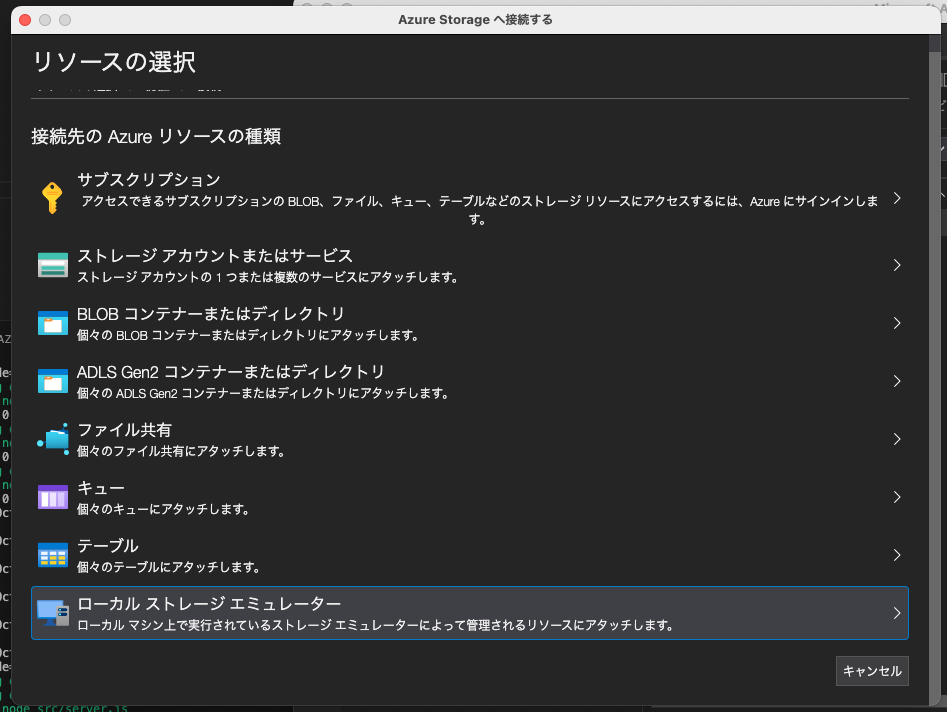 Azure Storage へ接続する
リソースの選択
接続先の Azure リソースの種類
サブスクリプション
アクセスできるサブスクリプションの BLOB、ファイル、キュー、テーブルなどのストレージ リソースにアクセスするには、Azure にサインインしま
す。
ストレージ アカウントまたはサービス
ストレージ アカウントの 1 つまたは複数のサービスにアタッチします。
BLOB コンテナーまたはディレクトリ
個々の BLOB コンテナーまたはディレクトリにアタッチします。
ADLS Gen2 コンテナーまたはディレクトリ
個々の ADLS Gen2 コンテナーまたはディレクトリにアタッチします。
ファイル共有
個々のファイル共有にアタッチします。
キュー
個々のキューにアタッチします。
テーブル
個々のテーブルにアタッチします。
ローカル ストレージ エミュレーター
ローカル マシン上で実行されているストレージ エミュレーターによって管理されるリソースにアタッチします。
キャンセル
node src/server.js